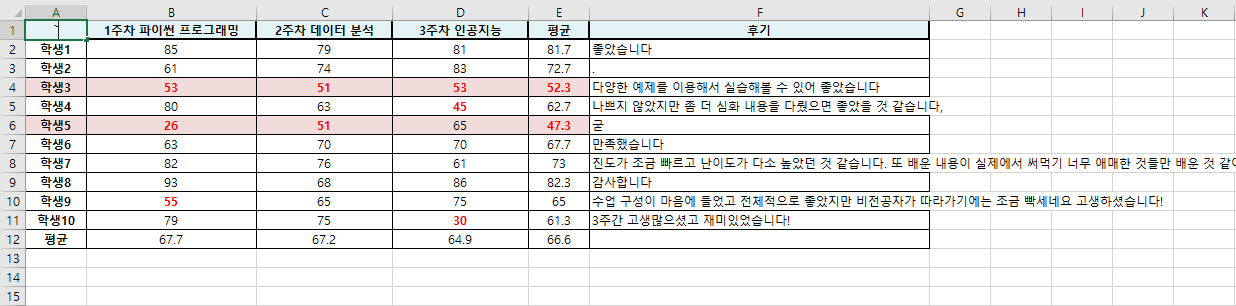 A B C D E F G H I J K
1 ` 1주차 파이썬 프로그래밍 2주차 데이터 분석 3주차 인공지능 평균 후기
2 학생1 85 79 81 81.7 좋았습니다
3 학생2 61 74 83 72.7 .
4 학생3 53 51 53 52.3 다양한 예제를 이용해서 실습해볼 수 있어 좋았습니다
5 학생4 80 63 45 62.7 나쁘지 않았지만 좀 더 심화 내용을 다뤘으면 좋았을 것 같습니다,
6 학생5 26 51 65 47.3 굳
7 학생6 63 70 70 67.7 만족했습니다
8 학생7 82 76 61 73 진도가 조금 빠르고 난이도가 다소 높았던 것 같습니다. 또 배운 내용이 실제에서 써먹기 너무 애매한 것들만 배운 것 같
9 학생8 93 68 86 82.3 감사합니다
10 학생9 55 65 75 65 수업 구성이 마음에 들었고 전체적으로 좋았지만 비전공자가 따라가기에는 조금 빡세네요 고생하셨습니다!
11 학생10 79 75 30 61.3 3주간 고생많으셨고 재미있었습니다!
12 평균 67.7 67.2 64.9 66.6
13
14
15